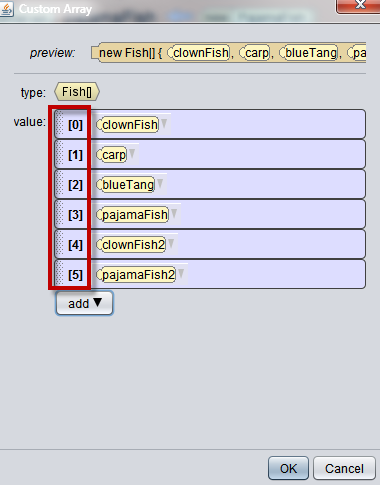 Custom Array
preview: new Fish[] { clownFish, carp, blueTang, pa
type: Fish[]
value: [0] clownFish
[1] carp
[2] blueTang
[3] pajamaFish
[4] clownFish2
[5] pajamaFish2
add
OK Cancel